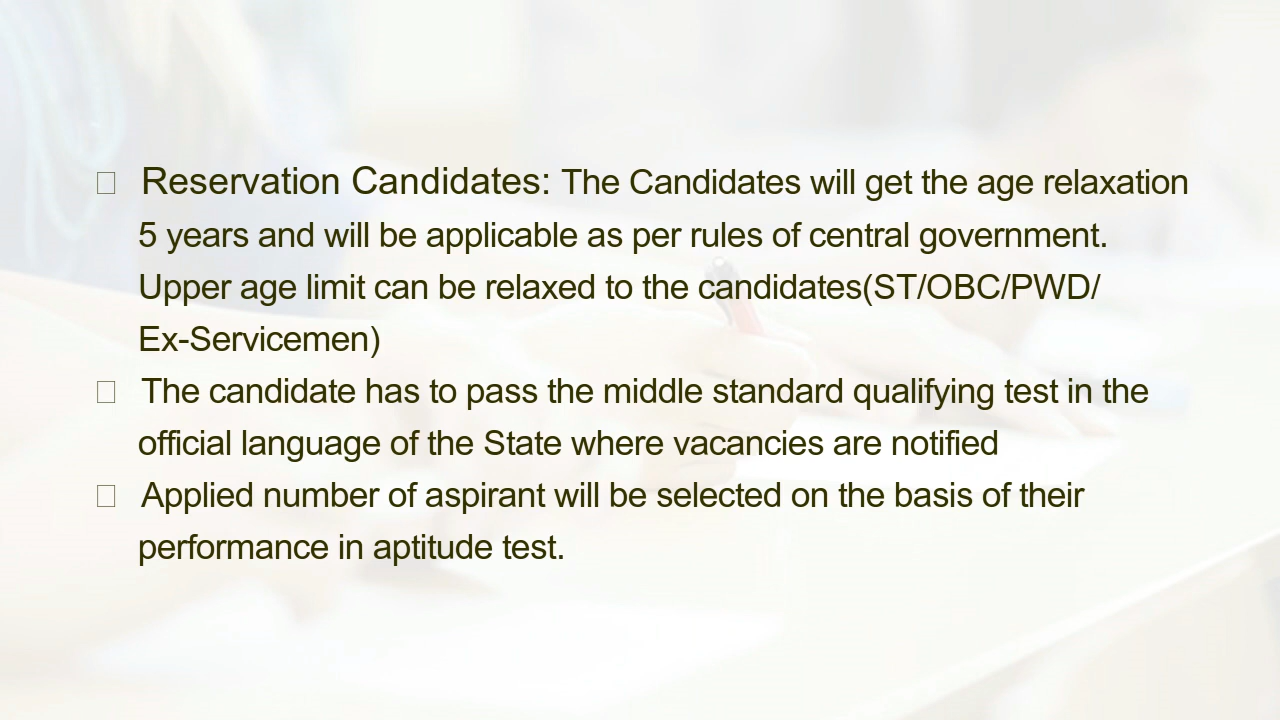 □ Reservation Candidates: The Candidates will get the age relaxation
5 years and will be applicable as per rules of central government.
Upper age limit can be relaxed to the candidates(ST/OBC/PWD/
Ex-Servicemen)
□ The candidate has to pass the middle standard qualifying test in the
official language of the State where vacancies are notified
□ Applied number of aspirant will be selected on the basis of their
performance in aptitude test.